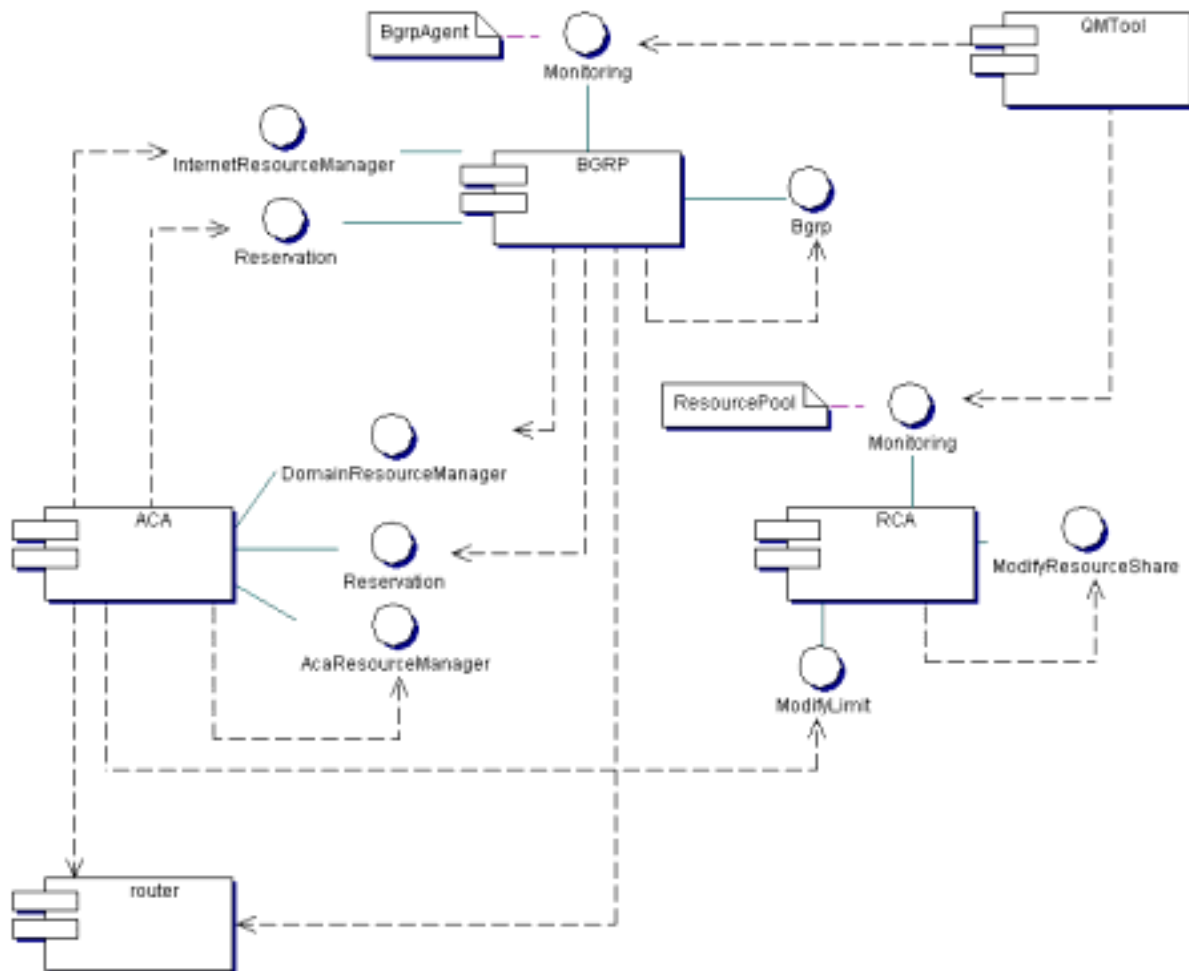 BgrpAgent
QMTool
Monitoring
InternetResourceManager
BGRP
Reservation
Bgrp
ResourcePool
Monitoring
DomainResourceManager
ACA
RCA
ModifyResourceShare
Reservation
AcaResourceManager
ModifyLimit
router